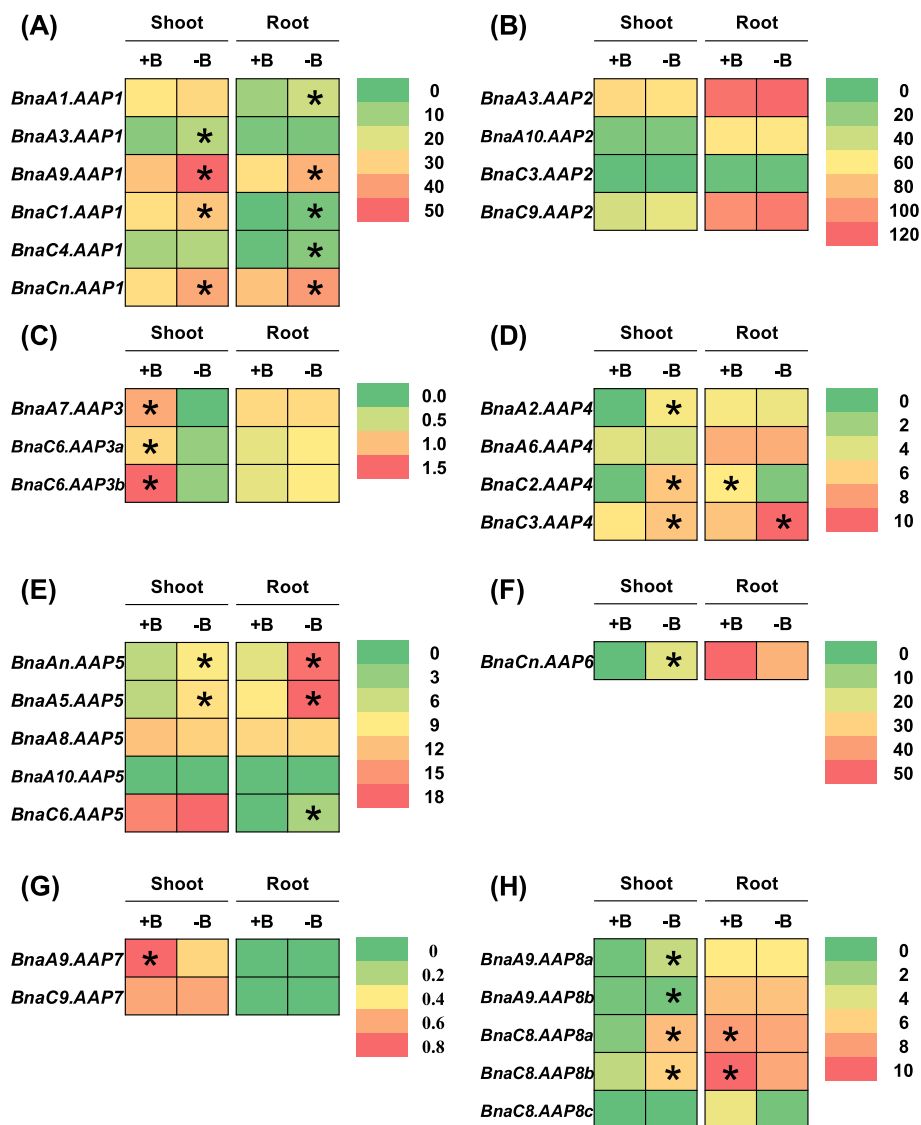 (A)
Shoot Root
+B -B +B -B
BnaA1.AAP1 *
BnaA3.AAP1 *
BnaA9.AAP1 * *
BnaC1.AAP1 * *
BnaC4.AAP1 *
BnaCn.AAP1 * *
0
10
20
30
40
50
(B)
Shoot Root
+B -B +B -B
BnaA3.AAP2
BnaA10.AAP2
BnaC3.AAP2
BnaC9.AAP2
0
20
40
60
80
100
120
(C)
Shoot Root
+B -B +B -B
BnaA7.AAP3 *
BnaC6.AAP3a *
BnaC6.AAP3b *
0.0
0.5
1.0
1.5
(D)
Shoot Root
+B -B +B -B
BnaA2.AAP4 *
BnaA6.AAP4
BnaC2.AAP4 * *
BnaC3.AAP4 * *
0
2
4
6
8
10
(E)
Shoot Root
+B -B +B -B
BnaAn.AAP5 * *
BnaA5.AAP5 * *
BnaA8.AAP5
BnaA10.AAP5
BnaC6.AAP5 *
0
3
6
9
12
15
18
(F)
Shoot Root
+B -B +B -B
BnaCn.AAP6 *
0
10
20
30
40
50
(G)
Shoot Root
+B -B +B -B
BnaA9.AAP7 *
BnaC9.AAP7
0
0.2
0.4
0.6
0.8
(H)
Shoot Root
+B -B +B -B
BnaA9.AAP8a *
BnaA9.AAP8b *
BnaC8.AAP8a * *
BnaC8.AAP8b * *
BnaC8.AAP8c
0
2
4
6
8
10